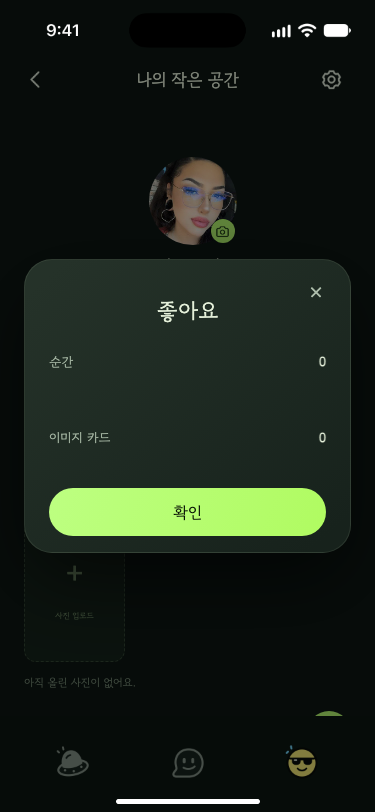 9:41
나의 작은 공간
좋아요
순간 0
이미지 카드 0
확인
사진 업로드
아직 올린 사진이 없어요.